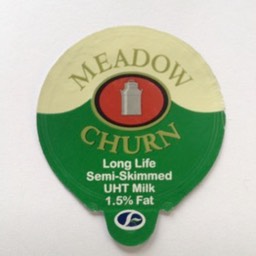 MEADOW
CHURN
Long Life
Semi-Skimmed
UHT Milk
1.5% Fat